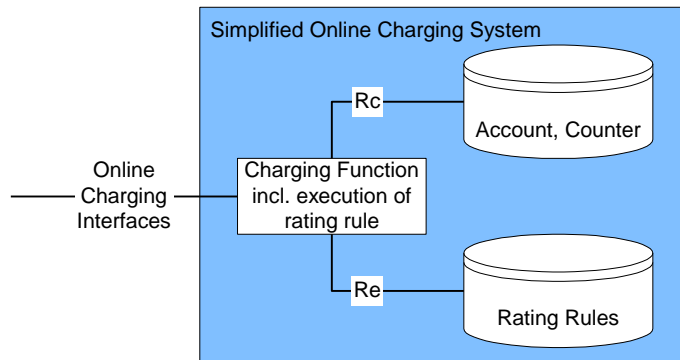 Simplified Online Charging System
Rc
Account, Counter
Online
Charging
Interfaces
Charging Function
incl. execution of
rating rule
Re
Rating Rules